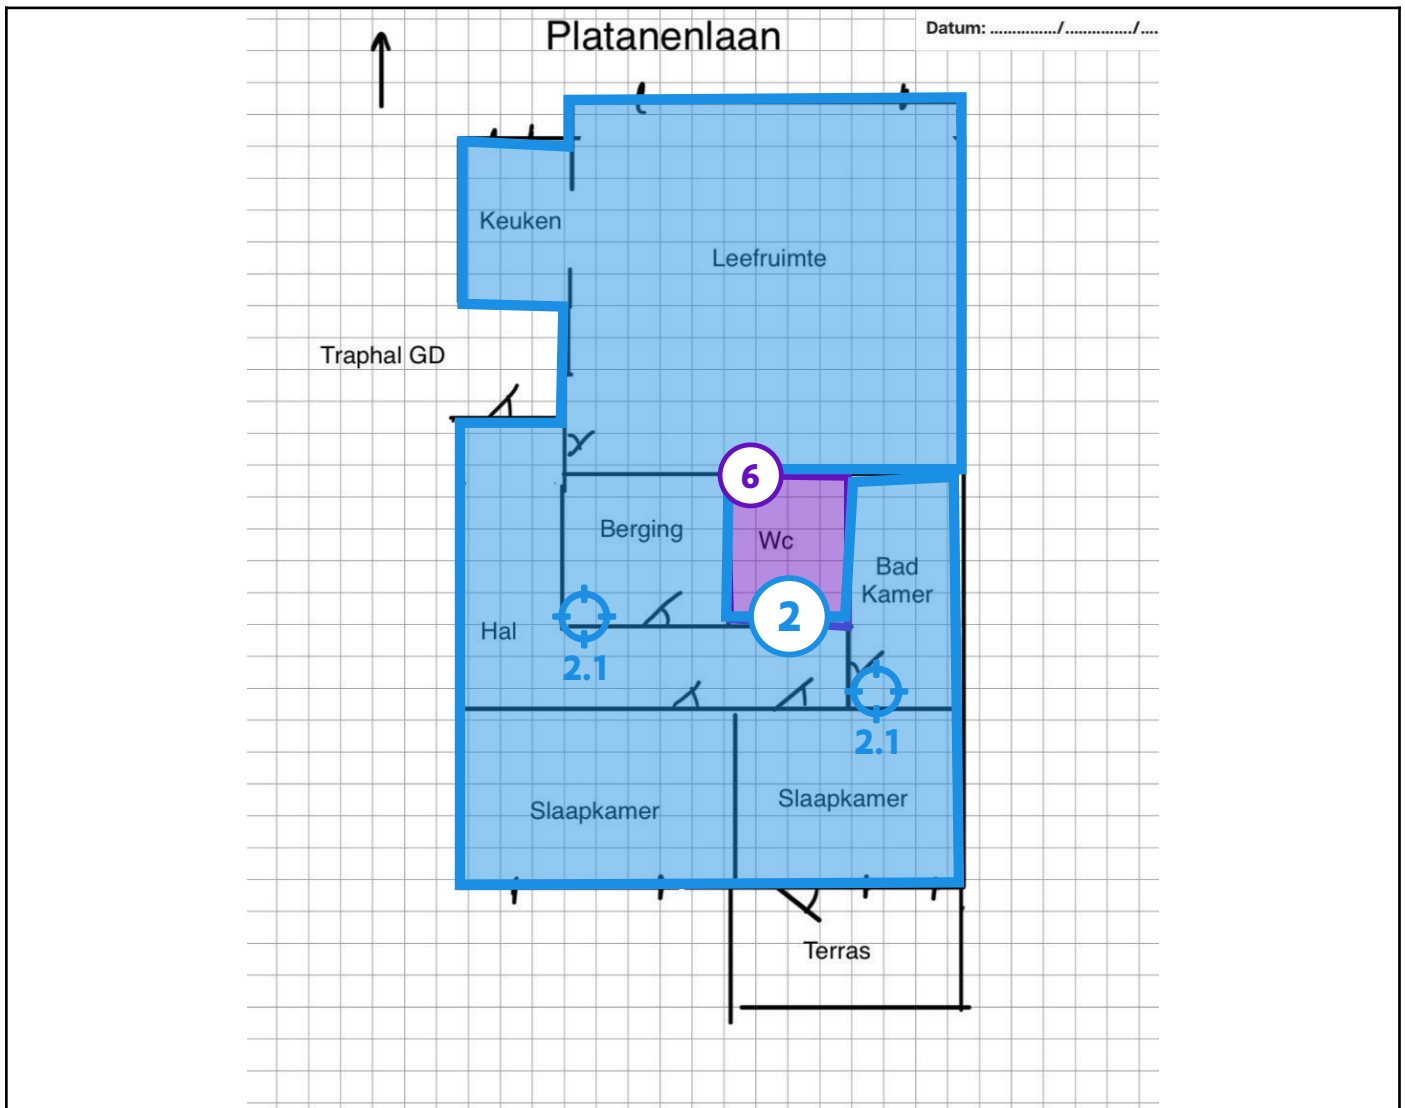 Platanenlaan
Datum: ................/................/....
Keuken
Leefruimte
Traphal GD
6
Berging
Wc
Bad
Kamer
2
Hal
2.1
2.1
Slaapkamer
Slaapkamer
Terras